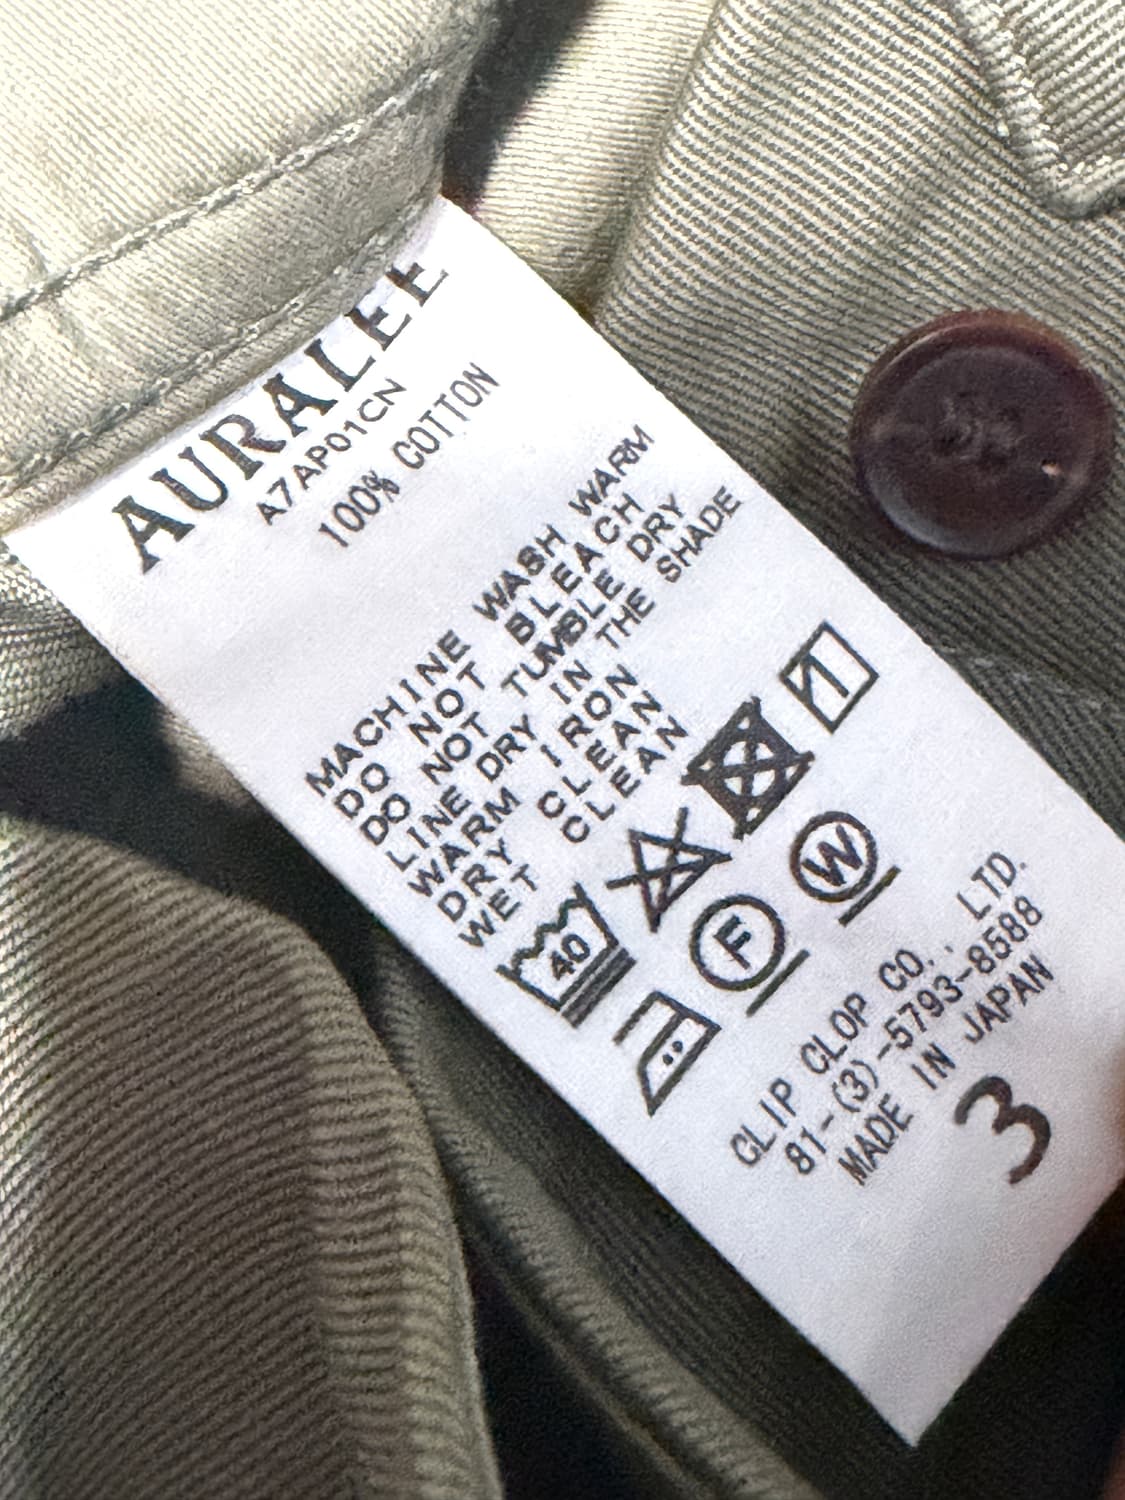 AURALEE
A7AP01CN
100% COTTON
MACHINE WASH WARM
DO NOT BLEACH
DO NOT TUMBLE DRY
LINE DRY IN THE SHADE
WARM IRON
DRY CLEAN
WET CLEAN
40
F
W
CLIP CLOP CO., LTD.
81-(3)-5793-8588
MADE IN JAPAN
3